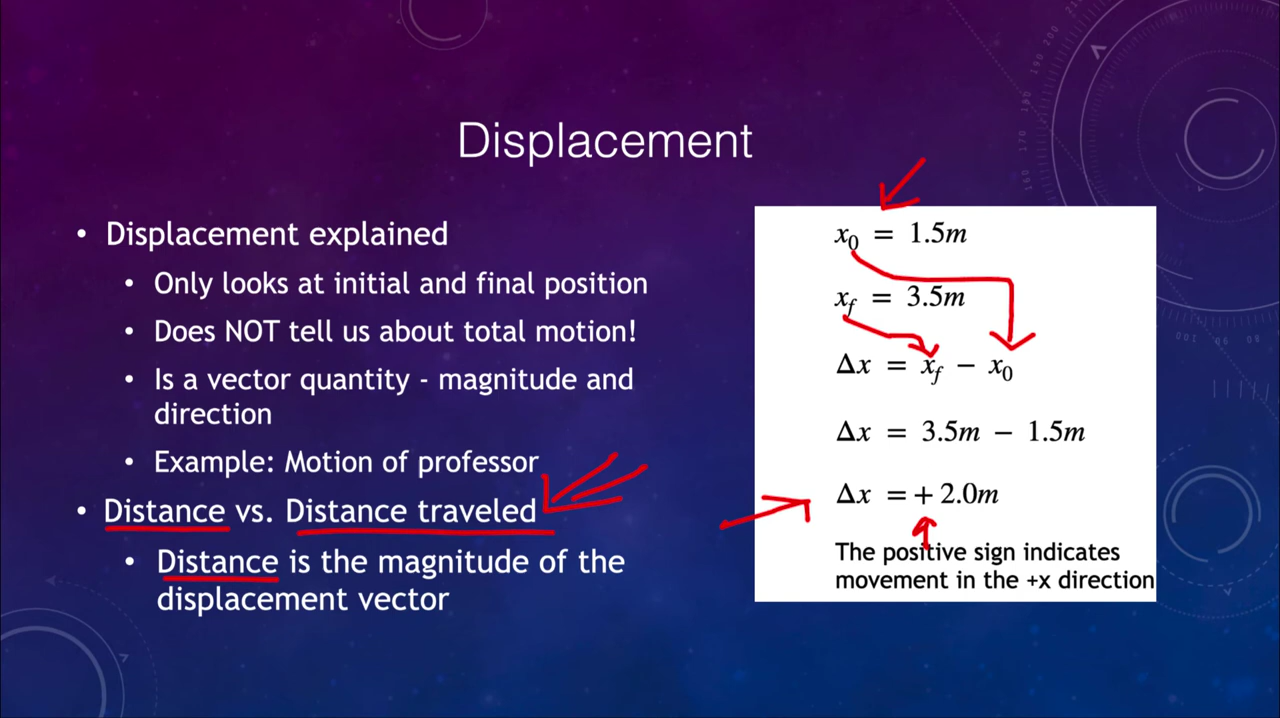 Displacement
• Displacement explained
• Only looks at initial and final position
• Does NOT tell us about total motion!
• Is a vector quantity - magnitude and
direction
• Example: Motion of professor
• Distance vs. Distance traveled
• Distance is the magnitude of the
displacement vector
x₀ = 1.5m
x_f = 3.5m
Δx = x_f − x₀
Δx = 3.5m − 1.5m
Δx = + 2.0m
The positive sign indicates
movement in the +x direction